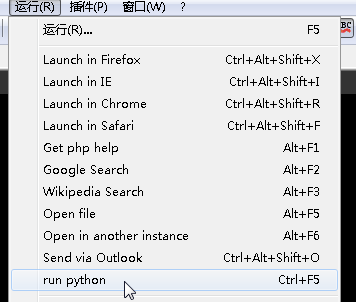 运行(R) 插件(P) 窗口(W) ?
运行(R)... F5
Launch in Firefox Ctrl+Alt+Shift+X
Launch in IE Ctrl+Alt+Shift+I
Launch in Chrome Ctrl+Alt+Shift+R
Launch in Safari Ctrl+Alt+Shift+F
Get php help Alt+F1
Google Search Alt+F2
Wikipedia Search Alt+F3
Open file Alt+F5
Open in another instance Alt+F6
Send via Outlook Ctrl+Alt+Shift+O
run python Ctrl+F5